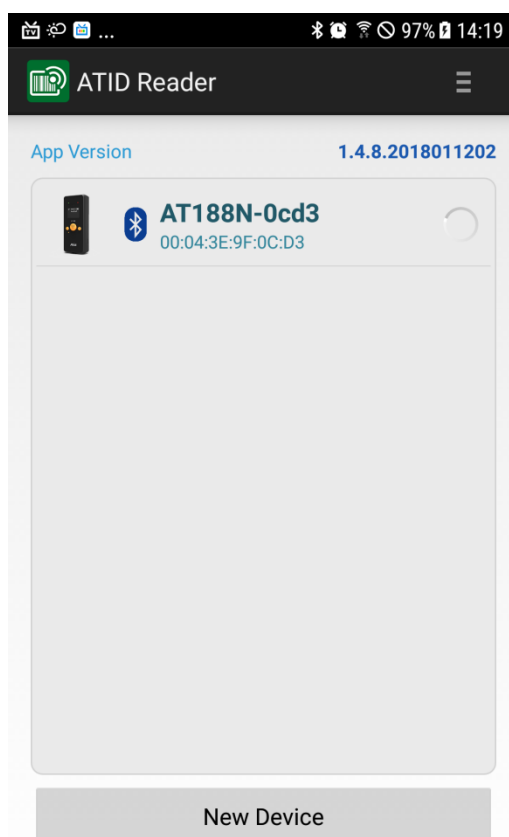 ... 97% 14:19
ATID Reader
App Version 1.4.8.2018011202
AT188N-0cd3
00:04:3E:9F:0C:D3
New Device